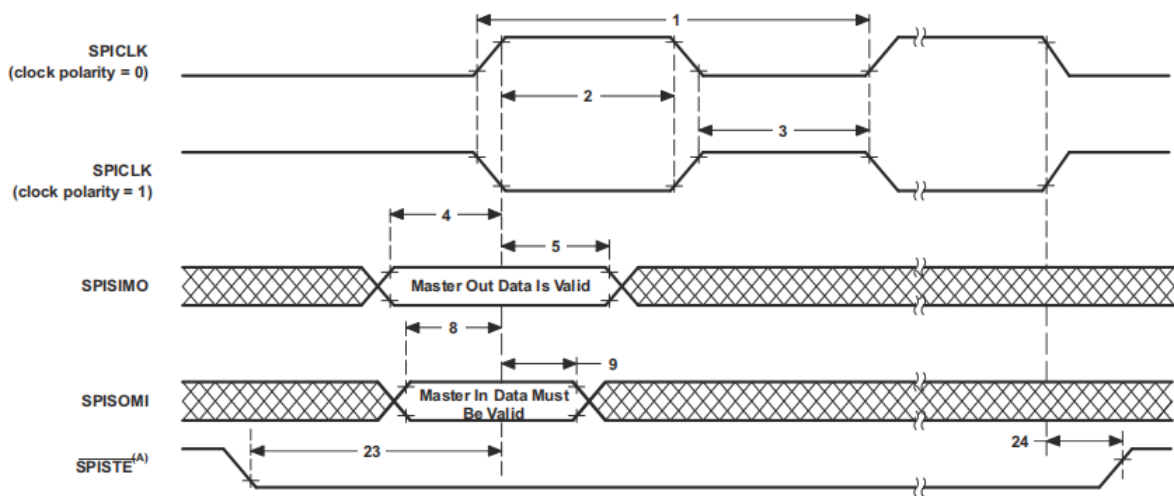 1
SPICLK
(clock polarity = 0)
2
3
SPICLK
(clock polarity = 1)
4
5
SPISIMO
Master Out Data Is Valid
8
9
SPISOMI
Master In Data Must
Be Valid
SPISTE(A)
23
24